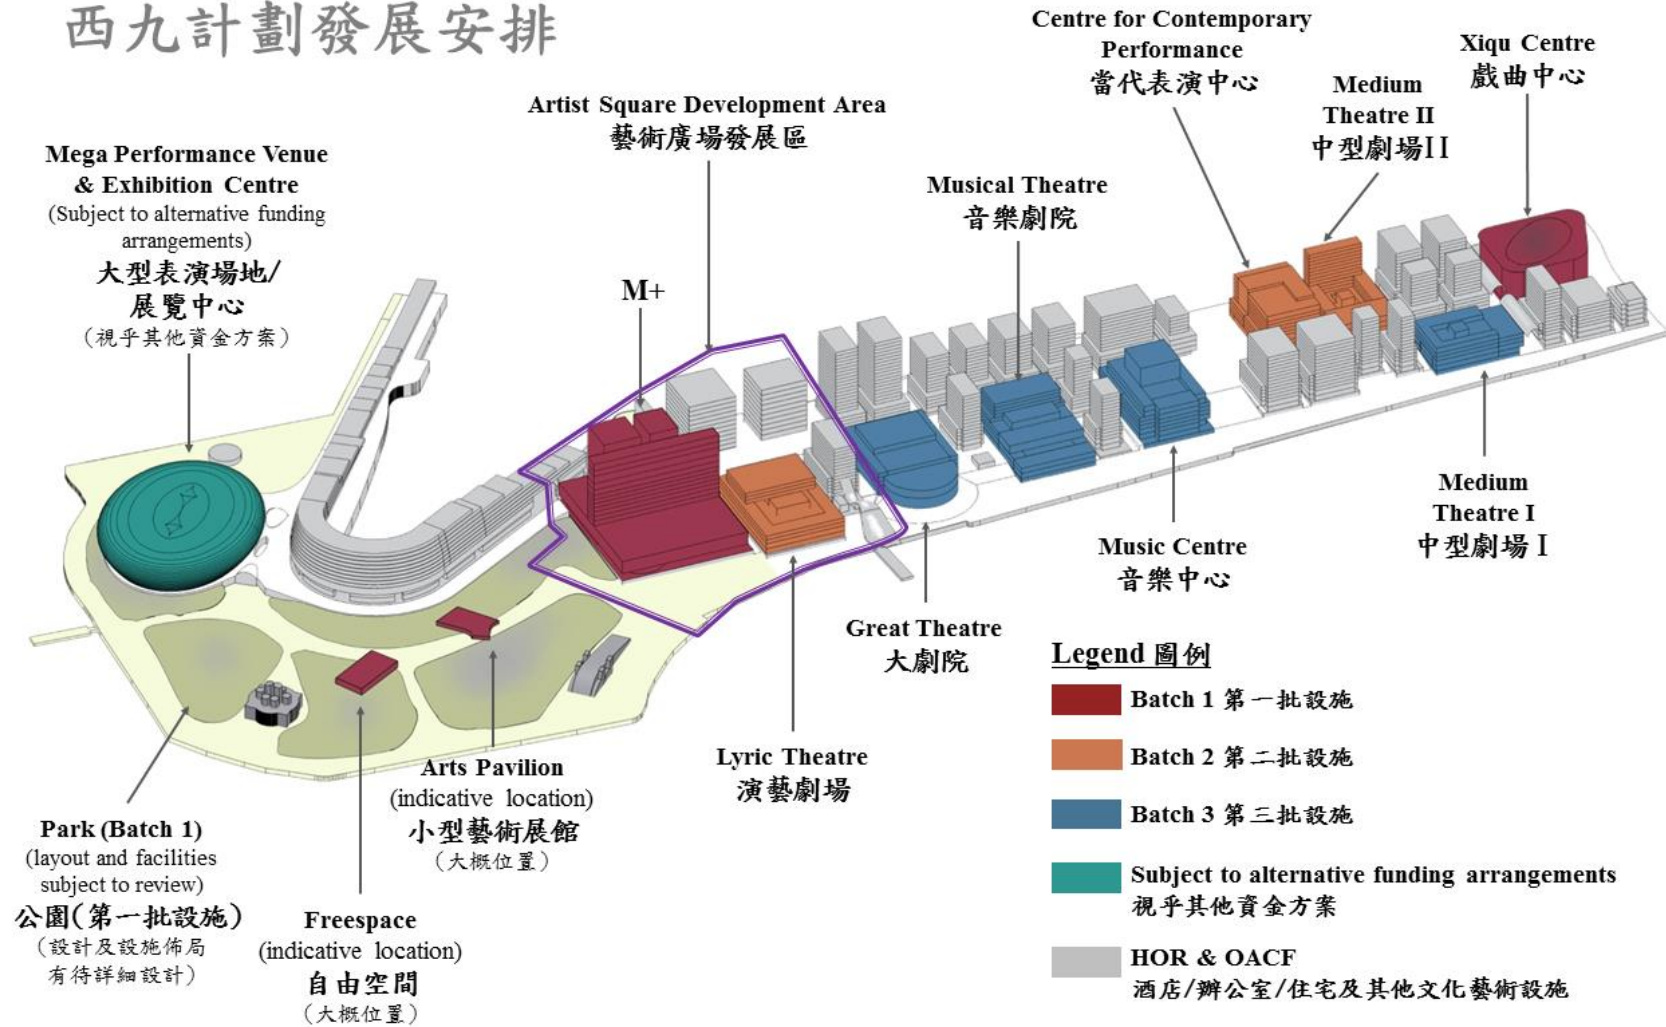 西九計劃發展安排
Centre for Contemporary
Performance
當代表演中心
Xiqu Centre
戲曲中心
Medium
Theatre II
中型劇場II
Artist Square Development Area
藝術廣場發展區
Mega Performance Venue
& Exhibition Centre
(Subject to alternative funding
arrangements)
大型表演場地/
展覽中心
(視乎其他資金方案)
Musical Theatre
音樂劇院
M+
Medium
Theatre I
中型劇場 I
Music Centre
音樂中心
Great Theatre
大劇院
Lyric Theatre
演藝劇場
Arts Pavilion
(indicative location)
小型藝術展館
(大概位置)
Park (Batch 1)
(layout and facilities
subject to review)
公園(第一批設施)
(設計及設施佈局
有待詳細設計)
Freespace
(indicative location)
自由空間
(大概位置)
Legend 圖例
Batch 1 第一批設施
Batch 2 第二批設施
Batch 3 第三批設施
Subject to alternative funding arrangements
視乎其他資金方案
HOR & OACF
酒店/辦公室/住宅及其他文化藝術設施